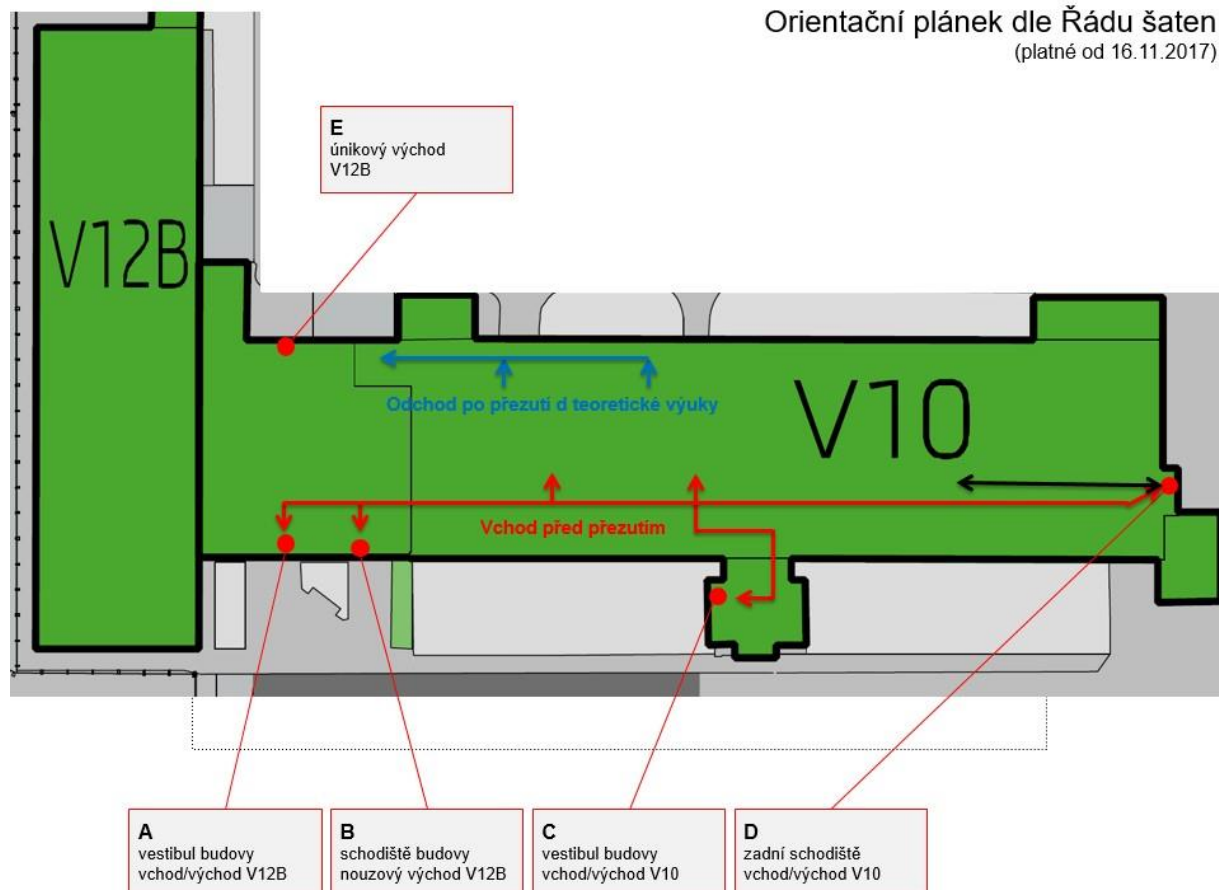 Orientační plánek dle Řádu šaten
(platné od 16.11.2017)
E
únikový východ
V12B
V12B
V10
Odchod po přezuti d teoretické výuky
Vchod před přezutím
A
vestibul budovy
vchod/východ V12B
B
schodiště budovy
nouzový východ V12B
C
vestibul budovy
vchod/východ V10
D
zadní schodiště
vchod/východ V10